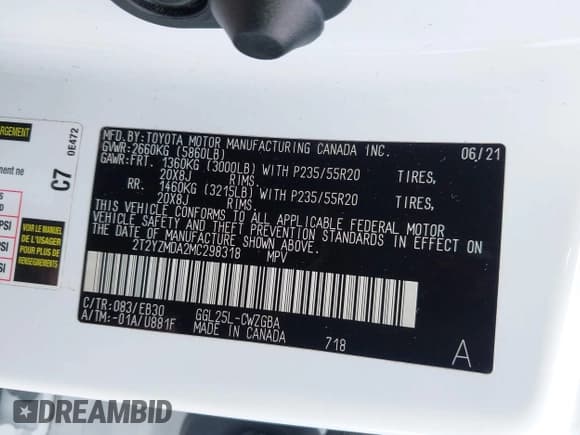 RGEMENT
0E472
C7
ment ne
PSI
PSI
VOIR LE MANUEL
DE L'USAGER
POUR PLUS DE
RENSEIGNEMENTS
MFD.BY:TOYOTA MOTOR MANUFACTURING CANADA INC. 06/21
GVWR:2660KG (5860LB)
GAWR:FRT. 1360KG (3000LB) WITH P235/55R20 TIRES,
20X8J RIMS.
RR. 1460KG (3215LB) WITH P235/55R20 TIRES,
20X8J RIMS.
THIS VEHICLE CONFORMS TO ALL APPLICABLE FEDERAL MOTOR
VEHICLE SAFETY AND THEFT PREVENTION STANDARDS IN EFFECT ON
THE DATE OF MANUFACTURE SHOWN ABOVE.
2T2YZMDA2MC298318 MPV
C/TR:083/EB30 GGL25L-CWZGBA
A/TM:-01A/U881F MADE IN CANADA 718 A
DREAMBID